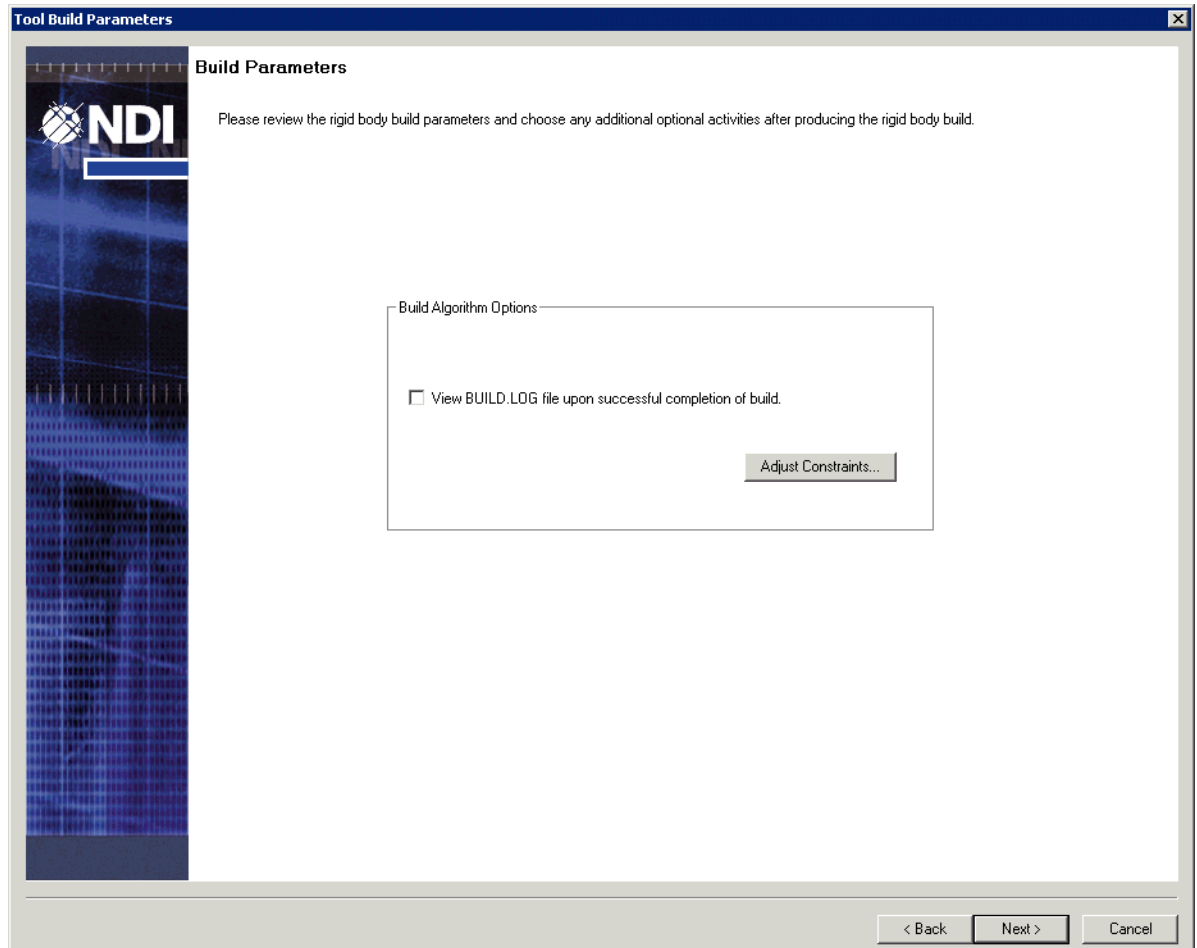 Tool Build Parameters
Build Parameters
NDI
Please review the rigid body build parameters and choose any additional optional activities after producing the rigid body build.
Build Algorithm Options
View BUILD.LOG file upon successful completion of build.
Adjust Constraints...
< Back
Next >
Cancel